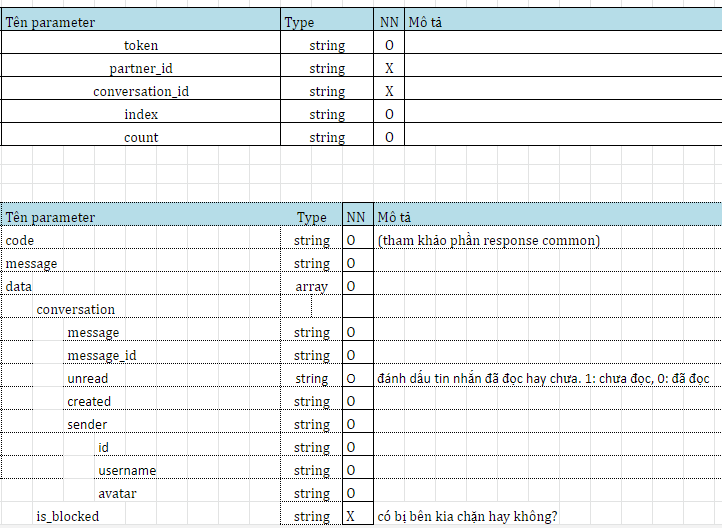 Tên parameter Type NN Mô tả
token string O
partner_id string X
conversation_id string X
index string O
count string O
Tên parameter Type NN Mô tả
code string O (tham khảo phần response common)
message string O
data array O
conversation
message string O
message_id string O
unread string O đánh dấu tin nhắn đã đọc hay chưa. 1: chưa đọc, 0: đã đọc
created string O
sender string O
id string O
username string O
avatar string O
is_blocked string X có bị bên kia chặn hay không?